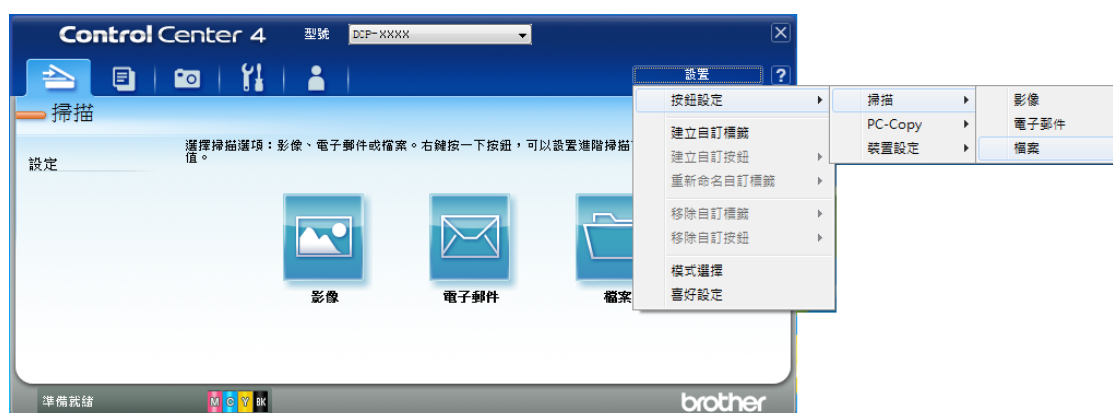 Control Center 4
型號
DCP-XXXX
設置
?
掃描
選擇掃描選項：影像、電子郵件或檔案。右鍵按一下按鈕，可以設置進階掃描
值。
設定
影像
電子郵件
檔案
按鈕設定
建立自訂標籤
建立自訂按鈕
重新命名自訂標籤
移除自訂標籤
移除自訂按鈕
模式選擇
喜好設定
掃描
PC-Copy
裝置設定
影像
電子郵件
檔案
準備就緒
M C Y BK
brother